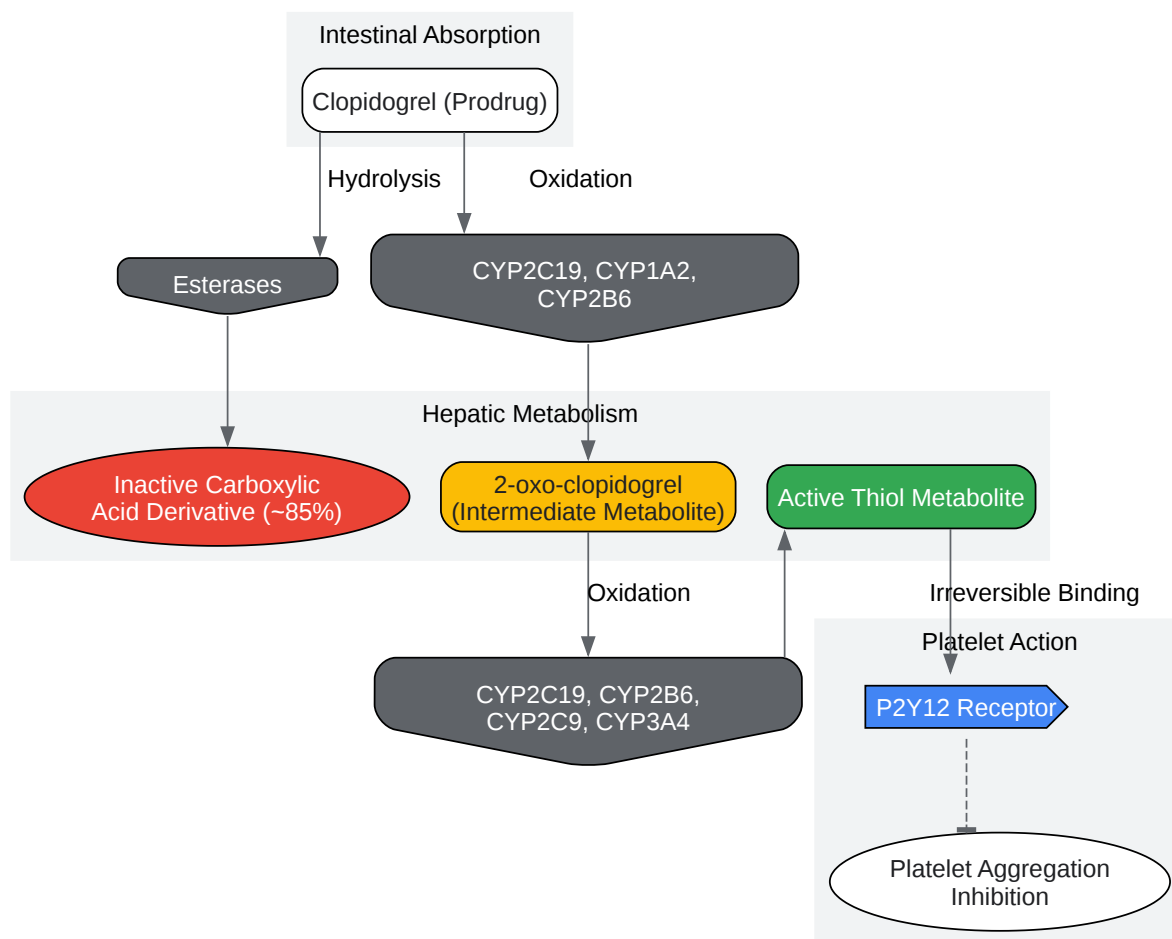 Intestinal Absorption
Clopidogrel (Prodrug)
Hydrolysis
Oxidation
Esterases
CYP2C19, CYP1A2,
CYP2B6
Hepatic Metabolism
Inactive Carboxylic
Acid Derivative (~85%)
2-oxo-clopidogrel
(Intermediate Metabolite)
Active Thiol Metabolite
Oxidation
Irreversible Binding
Platelet Action
CYP2C19, CYP2B6,
CYP2C9, CYP3A4
P2Y12 Receptor
Platelet Aggregation
Inhibition